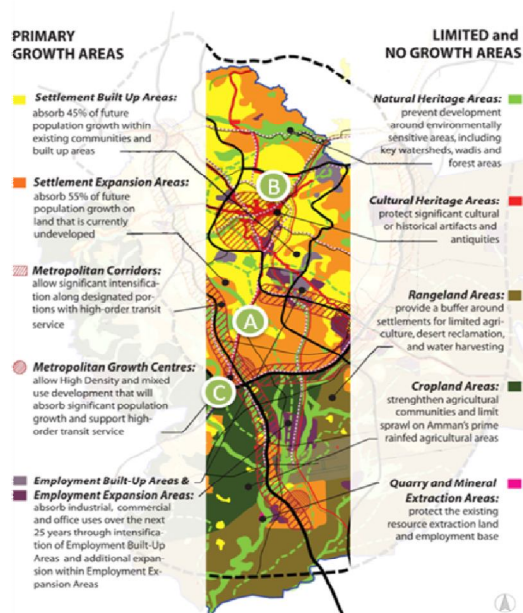 PRIMARY
GROWTH AREAS
Settlement Built Up Areas:
absorb 45% of future
population growth within
existing communities and
built up areas
Settlement Expansion Areas:
absorb 55% of future
population growth on
land that is currently
undeveloped
Metropolitan Corridors:
allow significant intensifica-
tion along designated por-
tions with high-order transit
service
Metropolitan Growth Centres:
allow High Density and mixed
use development that will
absorb significant population
growth and support high-
order transit service
Employment Built-Up Areas &
Employment Expansion Areas:
absorb industrial, commercial
and office uses over the next
25 years through intensifica-
tion of Employment Built-Up
Areas and additional expan-
sion within Employment Ex-
pansion Areas
B
A
C
LIMITED and
NO GROWTH AREAS
Natural Heritage Areas:
prevent development
around environmentally
sensitive areas, including
key watersheds, wadis and
forest areas
Cultural Heritage Areas:
protect significant cultural
or historical artifacts and
antiquities
Rangeland Areas:
provide a buffer around
settlements for limited agri-
culture, desert reclamation,
and water harvesting
Cropland Areas:
strenghten agricultural
communities and limit
sprawl on Amman's prime
rainfed agricultural areas
Quarry and Mineral
Extraction Areas:
protect the existing
resource extraction land
and employment base